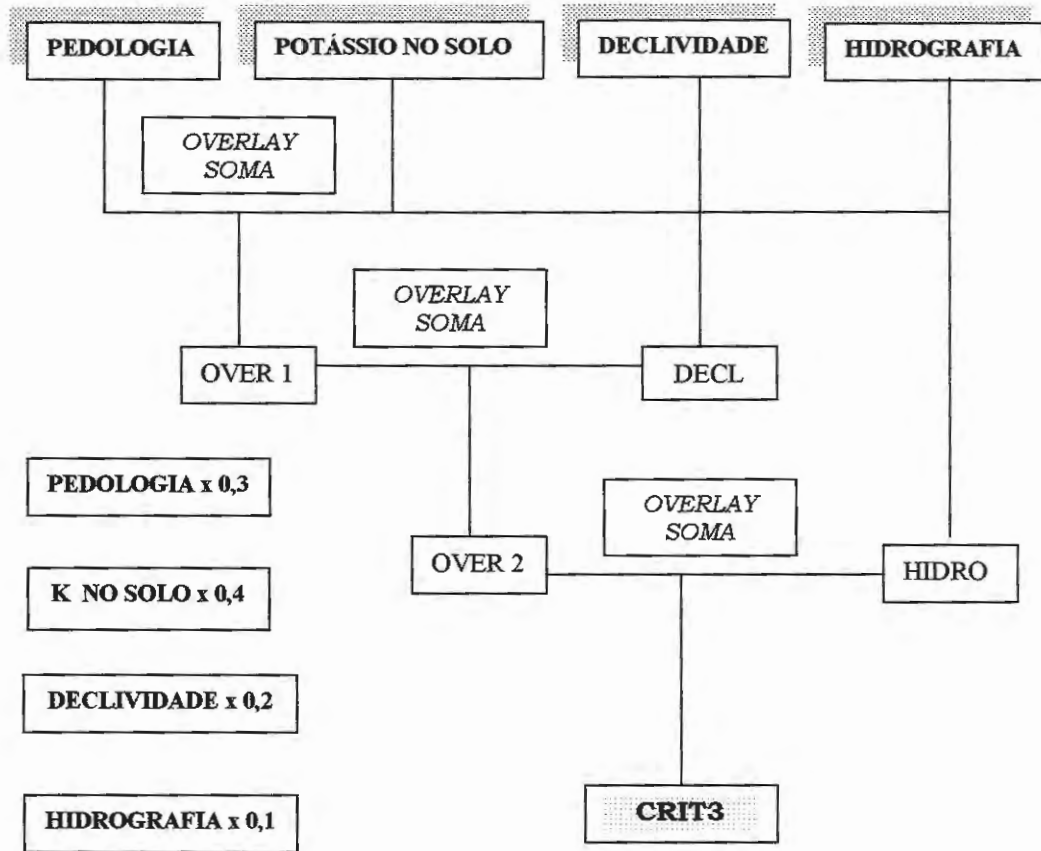 PEDOLOGIA
POTÁSSIO NO SOLO
DECLIVIDADE
HIDROGRAFIA
OVERLAY
SOMA
OVERLAY
SOMA
OVER 1
DECL
PEDOLOGIA x 0,3
OVERLAY
SOMA
OVER 2
HIDRO
K NO SOLO x 0,4
DECLIVIDADE x 0,2
HIDROGRAFIA x 0,1
CRIT3